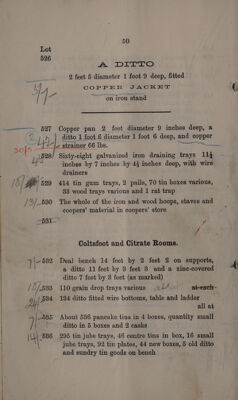 50
Lot
526
A DITTO
2 feet 5 diameter 1 foot 9 deep, fitted
COPPER JACKET
on iron stand
527 Copper pan 2 feet diameter 9 inches deep, a
ditto 1 foot 6 diameter 1 foot 6 deep, and copper
strainer 66 lbs.
528 Sixty-eight galvanized iron draining trays 11½
inches by 7 inches by 4½ inches deep, with wire
drainers
529 414 tin gum trays, 2 pails, 70 tin boxes various,
33 wood trays various and 1 rat trap
530 The whole of the iron and wood hoops, staves and
coopers' material in coopers' store
531
Coltsfoot and Citrate Rooms.
532 Deal bench 14 feet by 2 feet 2 on supports,
a ditto 11 feet by 3 feet 3 and a zinc-covered
ditto 7 feet by 3 feet 3 as marked
533 110 grain drop trays various at each
534 134 ditto fitted wire bottoms, table and ladder
all at
535 About 536 pancake tins in 4 boxes, quantity small
ditto in 5 boxes and 2 casks
536 295 tin jube trays, 46 centre tins in box, 16 small
jube trays, 92 tin plates, 44 new boxes, 5 old ditto
and sundry tin goods on bench